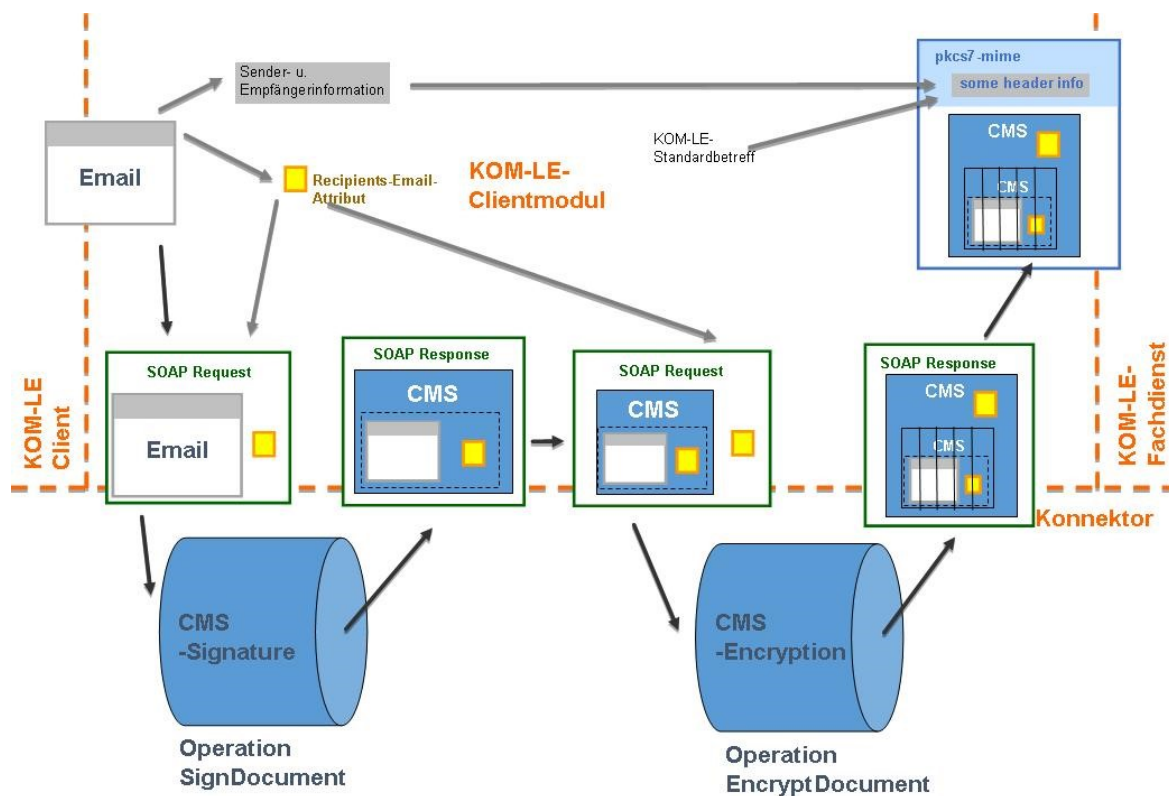 pkcs7-mime
some header info
Sender- u.
Empfängerinformation
CMS
KOM-LE-
Standardbetreff
Email
KOM-LE-
Clientmodul
Recipients-Email-
Attribut
CMS
SOAP Request
SOAP Response
SOAP Request
SOAP Response
CMS
CMS
CMS
Email
CMS
KOM-LE
Client
KOM-LE-
Fachdienst
Konnektor
CMS
-Signature
CMS
-Encryption
Operation
SignDocument
Operation
EncryptDocument